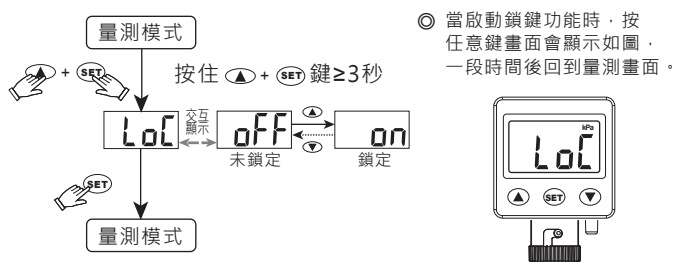 量測模式
▲ + SET
按住 ▲ + SET 鍵≥3秒
LoC
交互
顯示
oFF
未鎖定
▲
▼
on
鎖定
SET
量測模式
◎ 當啟動鎖鍵功能時，按
任意鍵畫面會顯示如圖，
一段時間後回到量測畫面。
kPa
LoC
▲ SET ▼